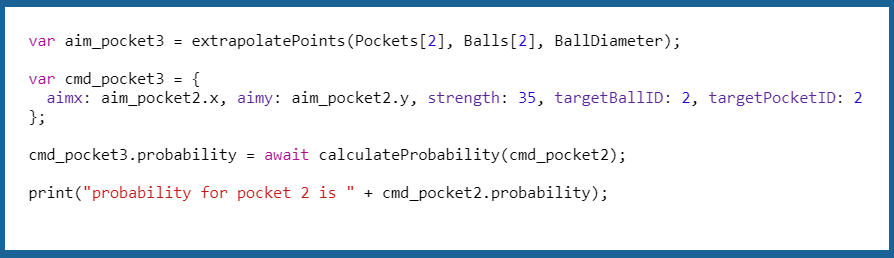 var aim_pocket3 = extrapolatePoints(Pockets[2], Balls[2], BallDiameter);
var cmd_pocket3 = {
aimx: aim_pocket2.x, aimy: aim_pocket2.y, strength: 35, targetBallID: 2, targetPocketID: 2
};
cmd_pocket3.probability = await calculateProbability(cmd_pocket2);
print("probability for pocket 2 is " + cmd_pocket2.probability);